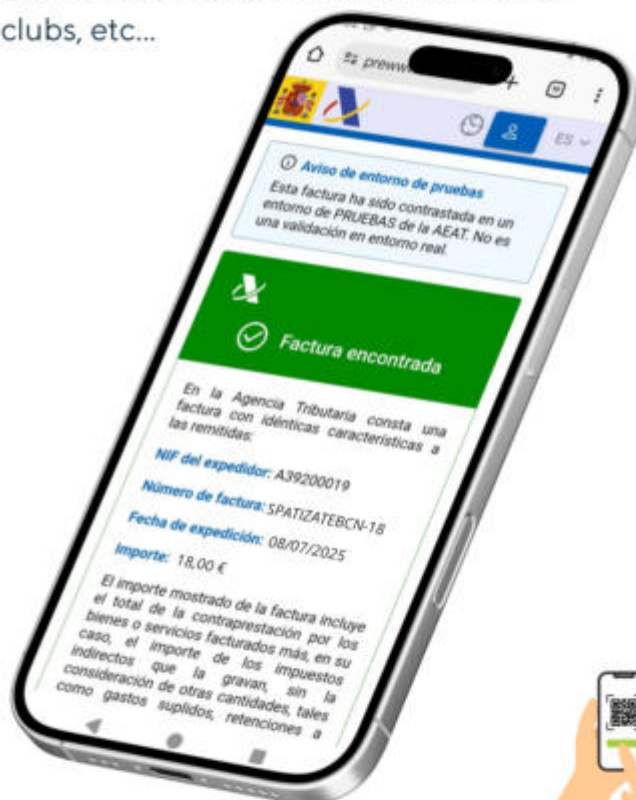 clubs, etc...
prewww
ES
Aviso de entorno de pruebas
Esta factura ha sido contrastada en un
entorno de PRUEBAS de la AEAT. No es
una validación en entorno real.
Factura encontrada
En la Agencia Tributaria consta una
factura con idénticas características a
las remitidas:
NIF del expedidor: A39200019
Número de factura: SPATIZATEBCN-18
Fecha de expedición: 08/07/2025
Importe: 18,00 €
El importe mostrado de la factura incluye
el total de la contraprestación por los
bienes o servicios facturados más, en su
caso, el importe de los impuestos
indirectos que la gravan, sin la
consideración de otras cantidades, tales
como gastos suplidos, retenciones a